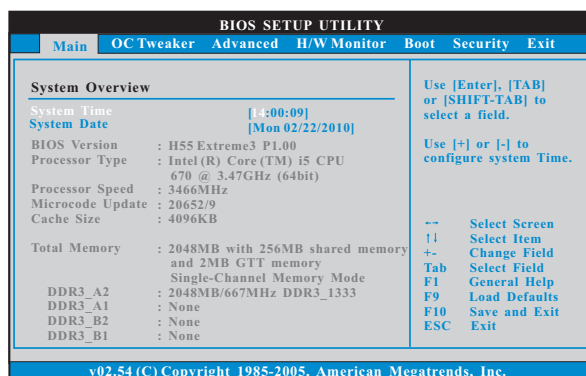 BIOS SETUP UTILITY
Main OC Tweaker Advanced H/W Monitor Boot Security Exit
System Overview
System Time [14:00:09]
System Date [Mon 02/22/2010]
BIOS Version : H55 Extreme3 P1.00
Processor Type : Intel (R) Core (TM) i5 CPU
670 @ 3.47GHz (64bit)
Processor Speed : 3466MHz
Microcode Update : 20652/9
Cache Size : 4096KB
Total Memory : 2048MB with 256MB shared memory
and 2MB GTT memory
Single-Channel Memory Mode
DDR3_A2 : 2048MB/667MHz DDR3_1333
DDR3_A1 : None
DDR3_B2 : None
DDR3_B1 : None
Use [Enter], [TAB]
or [SHIFT-TAB] to
select a field.
Use [+] or [-] to
configure system Time.
←→ Select Screen
↑↓ Select Item
+- Change Field
Tab Select Field
F1 General Help
F9 Load Defaults
F10 Save and Exit
ESC Exit
v02.54 (C) Copyright 1985-2005, American Megatrends, Inc.